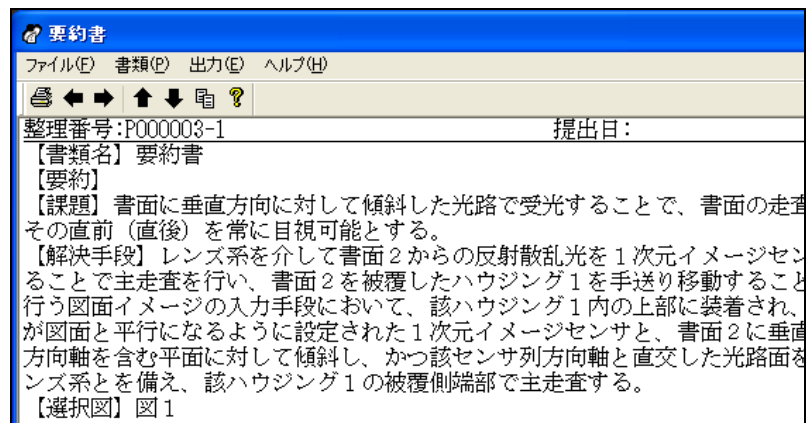 要約書
ファイル(F) 書類(P) 出力(E) ヘルプ(H)
整理番号:P000003-1 提出日:
【書類名】要約書
【要約】
【課題】書面に垂直方向に対して傾斜した光路で受光することで、書面の走査
その直前（直後）を常に目視可能とする。
【解決手段】レンズ系を介して書面２からの反射散乱光を１次元イメージセン
ることで主走査を行い、書面２を被覆したハウジング１を手送り移動すること
行う図面イメージの入力手段において、該ハウジング１内の上部に装着され、
が図面と平行になるように設定された１次元イメージセンサと、書面２に垂直
方向軸を含む平面に対して傾斜し、かつ該センサ列方向軸と直交した光路面を
ンズ系とを備え、該ハウジング１の被覆側端部で主走査する。
【選択図】図１